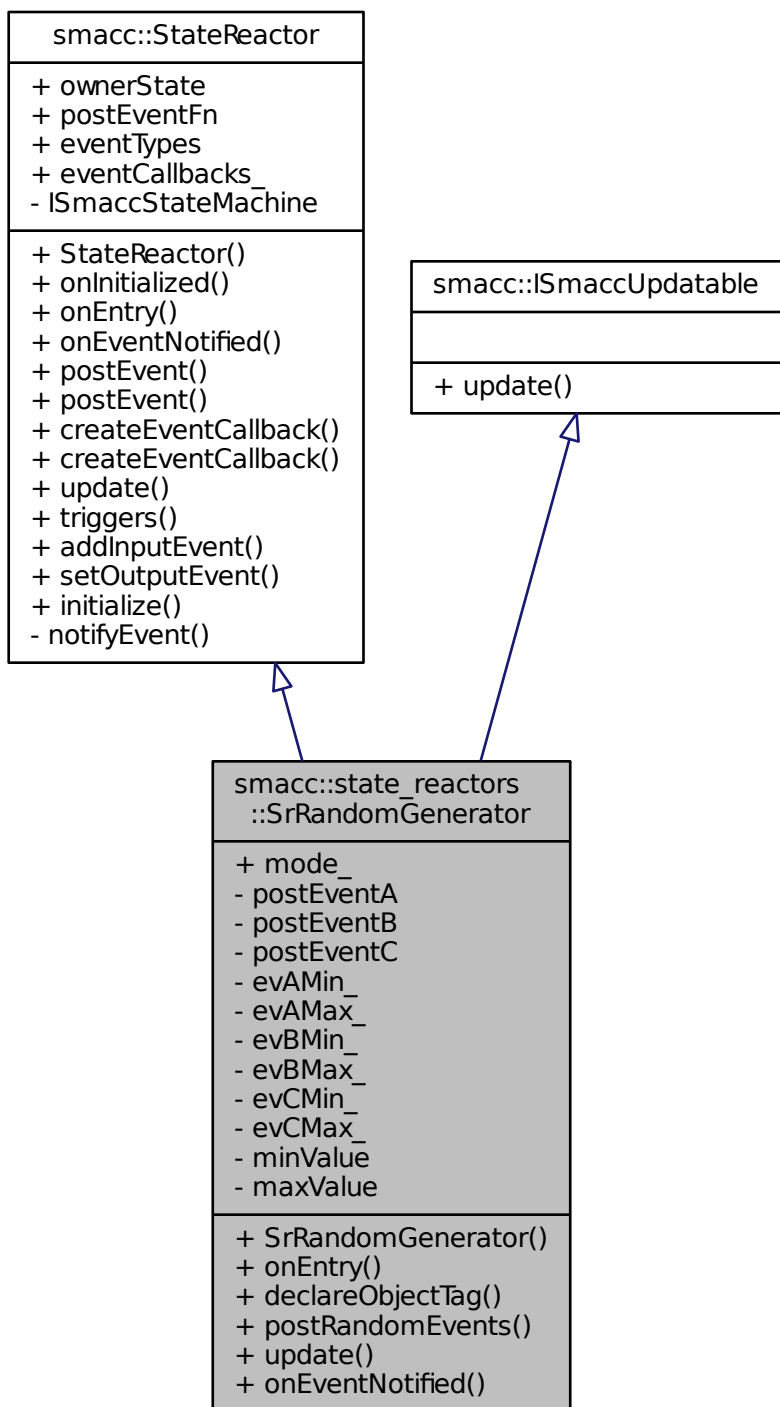 smacc::StateReactor
+ ownerState
+ postEventFn
+ eventTypes
+ eventCallbacks_
- ISmaccStateMachine
+ StateReactor()
+ onInitialized()
+ onEntry()
+ onEventNotified()
+ postEvent()
+ postEvent()
+ createEventCallback()
+ createEventCallback()
+ update()
+ triggers()
+ addInputEvent()
+ setOutputEvent()
+ initialize()
- notifyEvent()
smacc::ISmaccUpdatable
+ update()
smacc::state_reactors
::SrRandomGenerator
+ mode_
- postEventA
- postEventB
- postEventC
- evAMin_
- evAMax_
- evBMin_
- evBMax_
- evCMin_
- evCMax_
- minValue
- maxValue
+ SrRandomGenerator()
+ onEntry()
+ declareObjectTag()
+ postRandomEvents()
+ update()
+ onEventNotified()